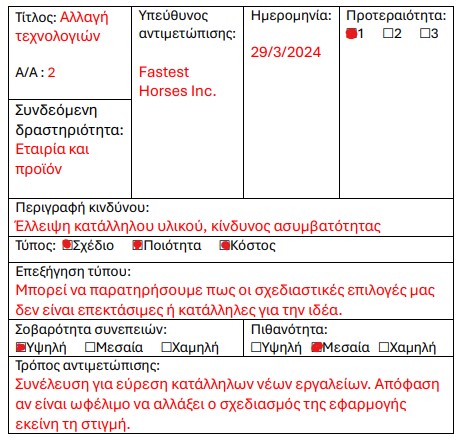 Τίτλος: Αλλαγή
τεχνολογιών
Α/Α : 2
Συνδεόμενη
δραστηριότητα:
Εταιρία και
προϊόν
Υπεύθυνος
αντιμετώπισης:
Fastest
Horses Inc.
Ημερομηνία:
29/3/2024
Προτεραιότητα:
1 ☐2 ☐3
Περιγραφή κινδύνου:
Έλλειψη κατάλληλου υλικού, κίνδυνος ασυμβατότητας
Τύπος: Σχέδιο Ποιότητα Κόστος
Επεξήγηση τύπου:
Μπορεί να παρατηρήσουμε πως οι σχεδιαστικές επιλογές μας
δεν είναι επεκτάσιμες ή κατάλληλες για την ιδέα.
Σοβαρότητα συνεπειών:
Υψηλή ☐Μεσαία ☐Χαμηλή
Πιθανότητα:
☐Υψηλή Μεσαία ☐Χαμηλή
Τρόπος αντιμετώπισης:
Συνέλευση για εύρεση κατάλληλων νέων εργαλείων. Απόφαση
αν είναι ωφέλιμο να αλλάξει ο σχεδιασμός της εφαρμογής
εκείνη τη στιγμή.